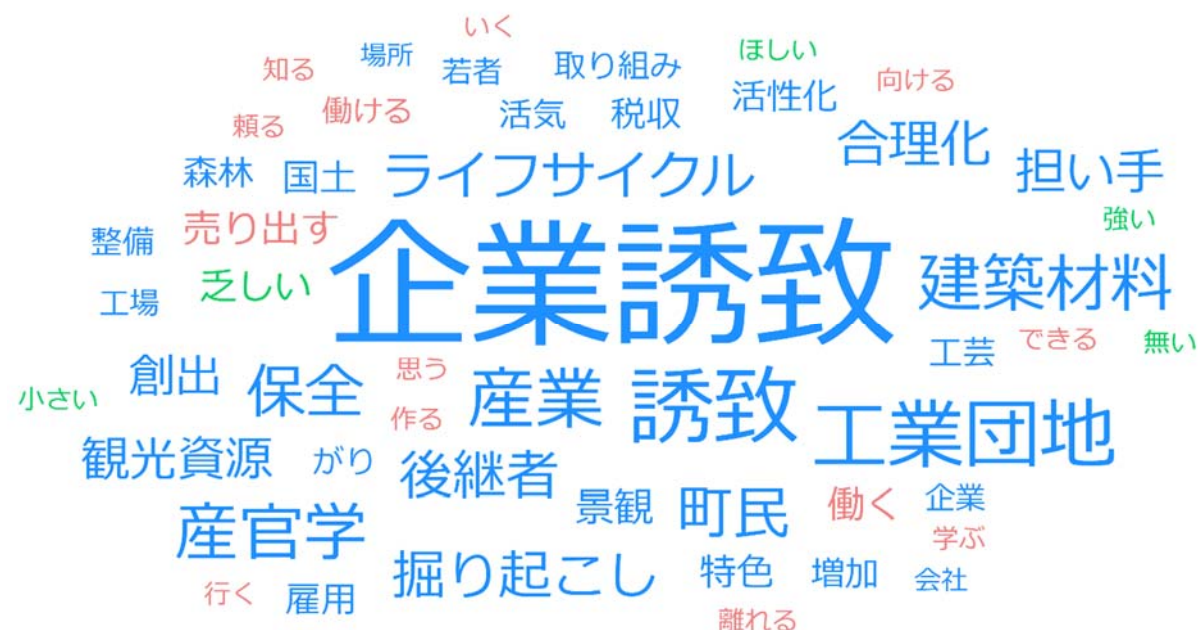 いく
場所
ほしい
知る
若者
取り組み
向ける
働ける
活気
税収
活性化
頼る
合理化
担い手
森林
国土
ライフサイクル
売り出す
強い
整備
企業誘致
建築材料
乏しい
工場
工芸
できる
無い
創出
保全
思う
産業
誘致
小さい
作る
工業団地
観光資源
がり
後継者
景観
町民
働く
企業
産官学
学ぶ
掘り起こし
特色
増加
会社
行く
雇用
離れる